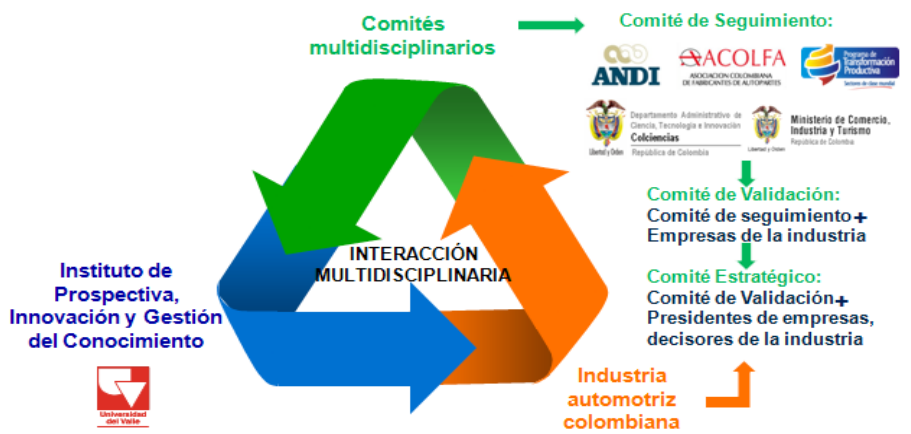 Comités
multidisciplinarios
Comité de Seguimiento:
ANDI
ACOLFA
ASOCIACION COLOMBIANA
DE FABRICANTES DE AUTOPARTES
Programa de
Transformación
Productiva
Sectores de clase mundial
Departamento Administrativo de
Ciencia, Tecnología e Innovación
Colciencias
República de Colombia
Libertad y Orden
Ministerio de Comercio,
Industria y Turismo
República de Colombia
Libertad y Orden
Comité de Validación:
Comité de seguimiento+
Empresas de la industria
Comité Estratégico:
Comité de Validación+
Presidentes de empresas,
decisores de la industria
INTERACCIÓN
MULTIDISCIPLINARIA
Instituto de
Prospectiva,
Innovación y Gestión
del Conocimiento
Universidad
del Valle
Industria
automotriz
colombiana